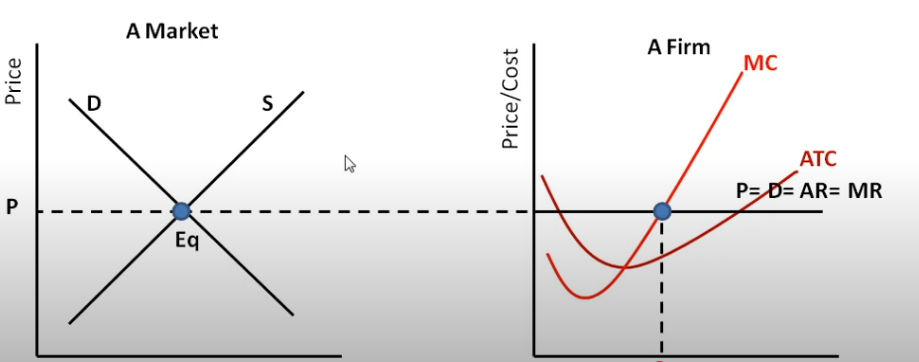 A Market
Price
D
S
P
Eq
A Firm
Price/Cost
MC
ATC
P= D= AR= MR